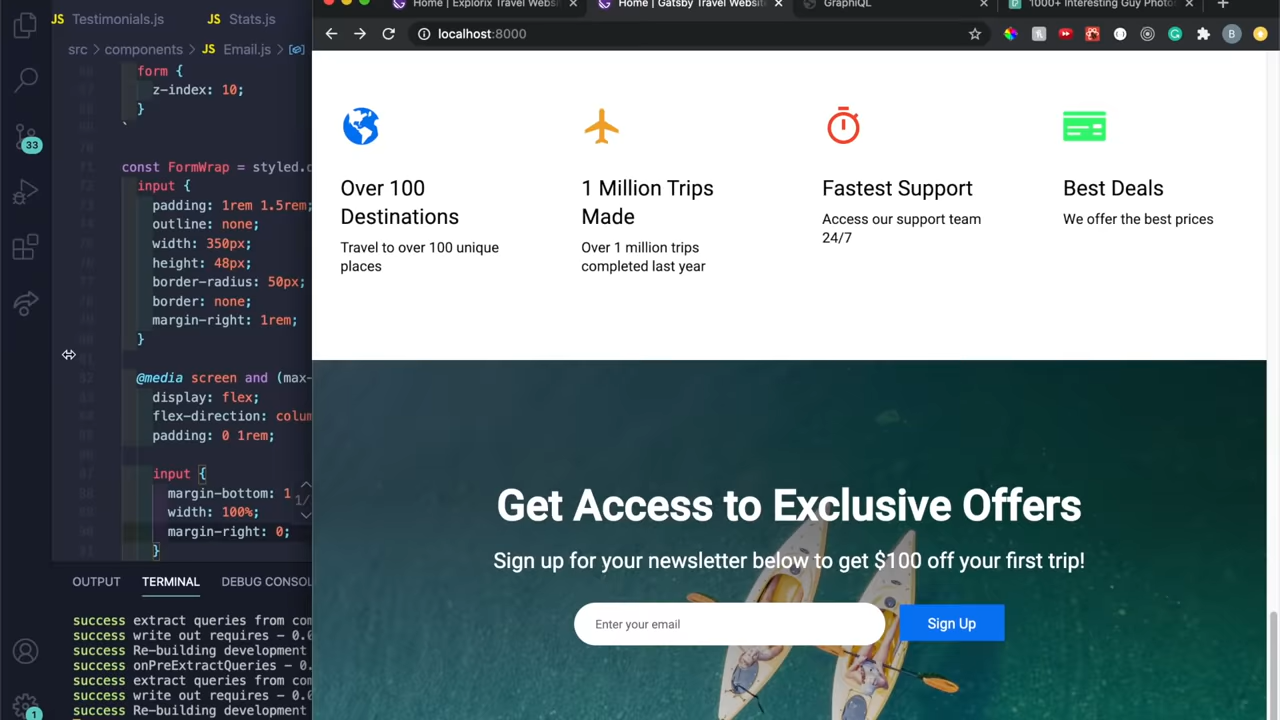 JS Testimonials.js
JS Stats.js
src > components > JS Email.js >
form {
z-index: 10;
}
`
const FormWrap = styled.
input {
padding: 1rem 1.5rem;
outline: none;
width: 350px;
height: 48px;
border-radius: 50px;
border: none;
margin-right: 1rem;
}
@media screen and (max-
display: flex;
flex-direction: colum
padding: 0 1rem;
input {
margin-bottom: 1
width: 100%;
margin-right: 0;
}
33
1
OUTPUT
TERMINAL
DEBUG CONSOL
success extract queries from com
success write out requires - 0.0
success Re-building development
success onPreExtractQueries - 0.
success extract queries from com
success write out requires - 0.0
success Re-building development
Home | Explorix Travel Websi
Home | Gatsby Travel Website
GraphiQL
1000+ Interesting Guy Photos
localhost:8000
B
Over 100
Destinations
Travel to over 100 unique
places
1 Million Trips
Made
Over 1 million trips
completed last year
Fastest Support
Access our support team
24/7
Best Deals
We offer the best prices
Get Access to Exclusive Offers
Sign up for your newsletter below to get $100 off your first trip!
Enter your email
Sign Up